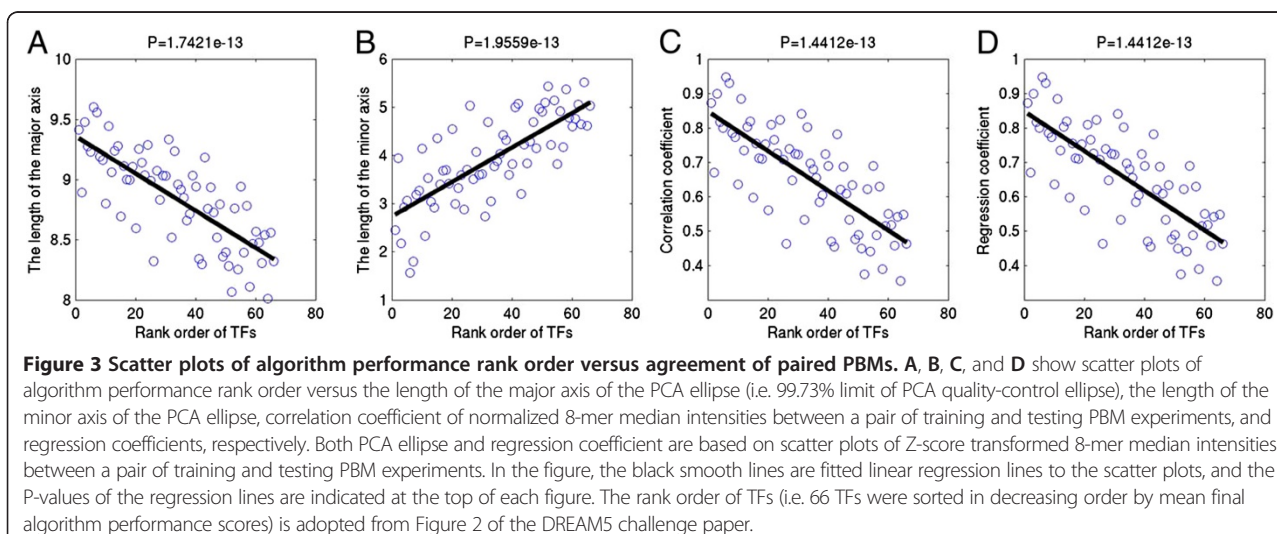 A
P=1.7421e-13
The length of the major axis
10
9.5
9
8.5
8
0 20 40 60 80
Rank order of TFs
B
P=1.9559e-13
The length of the minor axis
6
5
4
3
2
1
0 20 40 60 80
Rank order of TFs
C
P=1.4412e-13
Correlation coefficient
1
0.9
0.8
0.7
0.6
0.5
0.4
0 20 40 60 80
Rank order of TFs
D
P=1.4412e-13
Regression coefficient
1
0.9
0.8
0.7
0.6
0.5
0.4
0 20 40 60 80
Rank order of TFs
Figure 3 Scatter plots of algorithm performance rank order versus agreement of paired PBMs. A, B, C, and D show scatter plots of
algorithm performance rank order versus the length of the major axis of the PCA ellipse (i.e. 99.73% limit of PCA quality-control ellipse), the length of the
minor axis of the PCA ellipse, correlation coefficient of normalized 8-mer median intensities between a pair of training and testing PBM experiments, and
regression coefficients, respectively. Both PCA ellipse and regression coefficient are based on scatter plots of Z-score transformed 8-mer median intensities
between a pair of training and testing PBM experiments. In the figure, the black smooth lines are fitted linear regression lines to the scatter plots, and the
P-values of the regression lines are indicated at the top of each figure. The rank order of TFs (i.e. 66 TFs were sorted in decreasing order by mean final
algorithm performance scores) is adopted from Figure 2 of the DREAM5 challenge paper.